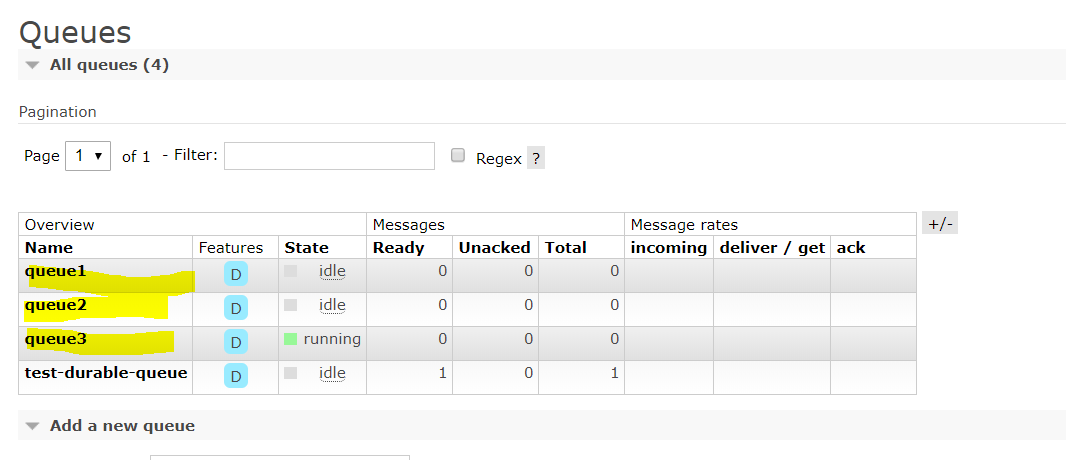 Queues
All queues (4)
Pagination
Page 1 of 1 - Filter: Regex ?
Overview Messages Message rates +/-
Name Features State Ready Unacked Total incoming deliver / get ack
queue1 D idle 0 0 0
queue2 D idle 0 0 0
queue3 D running 0 0 0
test-durable-queue D idle 1 0 1
Add a new queue